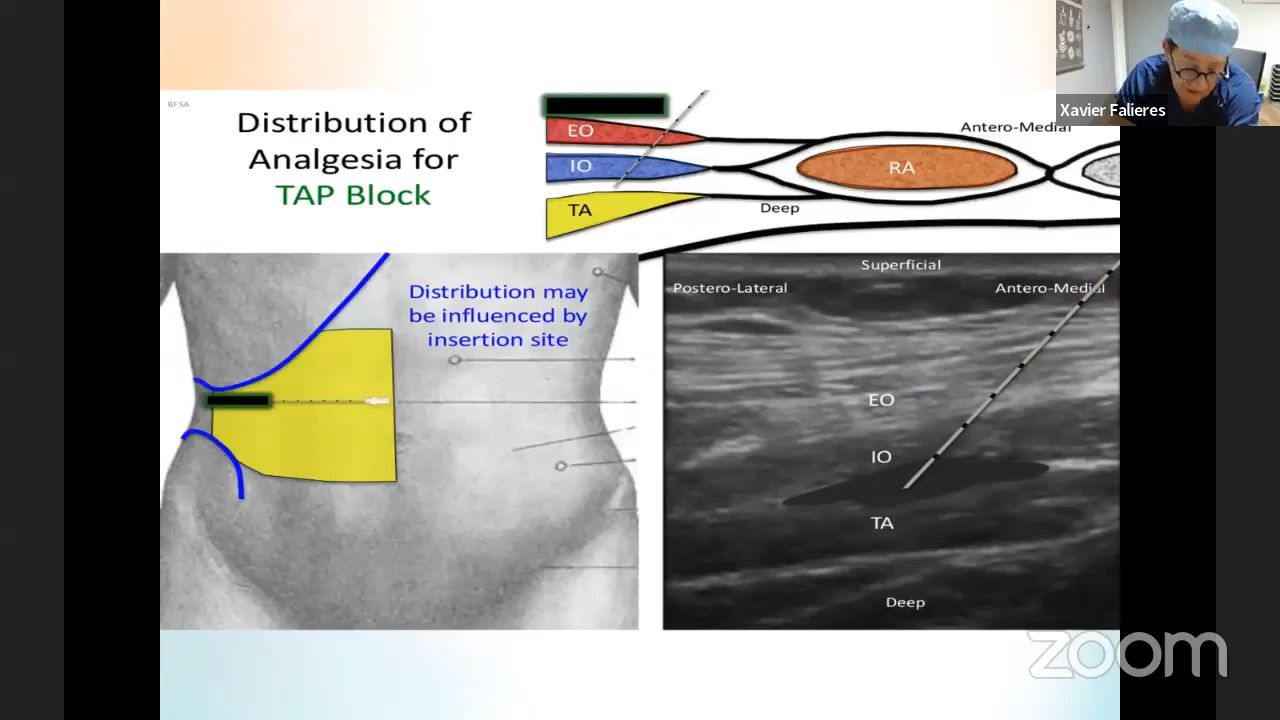 BFSA
Distribution of
Analgesia for
TAP Block
EO
IO
TA
RA
Antero-Medial
Deep
Xavier Falieres
Distribution may
be influenced by
insertion site
Superficial
Postero-Lateral
Antero-Medial
EO
IO
TA
Deep
zoom